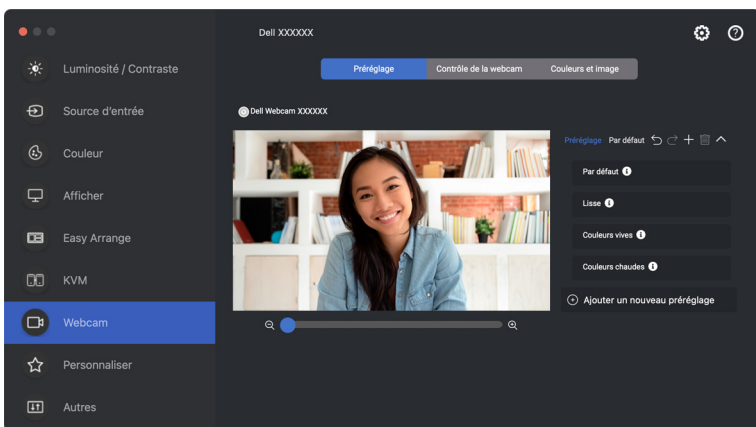 Dell XXXXXX
Luminosité / Contraste
Source d'entrée
Couleur
Afficher
Easy Arrange
KVM
Webcam
Personnaliser
Autres
Préréglage
Contrôle de la webcam
Couleurs et image
Dell Webcam XXXXXX
Préréglage Par défaut
Par défaut
Lisse
Couleurs vives
Couleurs chaudes
Ajouter un nouveau préréglage